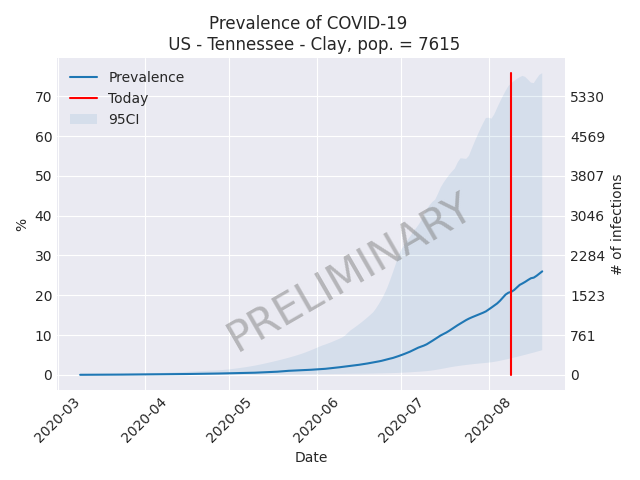 Prevalence of COVID-19
US - Tennessee - Clay, pop. = 7615
Prevalence
Today
95CI
%
70
60
50
40
30
20
10
0
5330
4569
3807
3046
2284
1523
761
0
# of infections
PRELIMINARY
2020-03
2020-04
2020-05
2020-06
2020-07
2020-08
Date